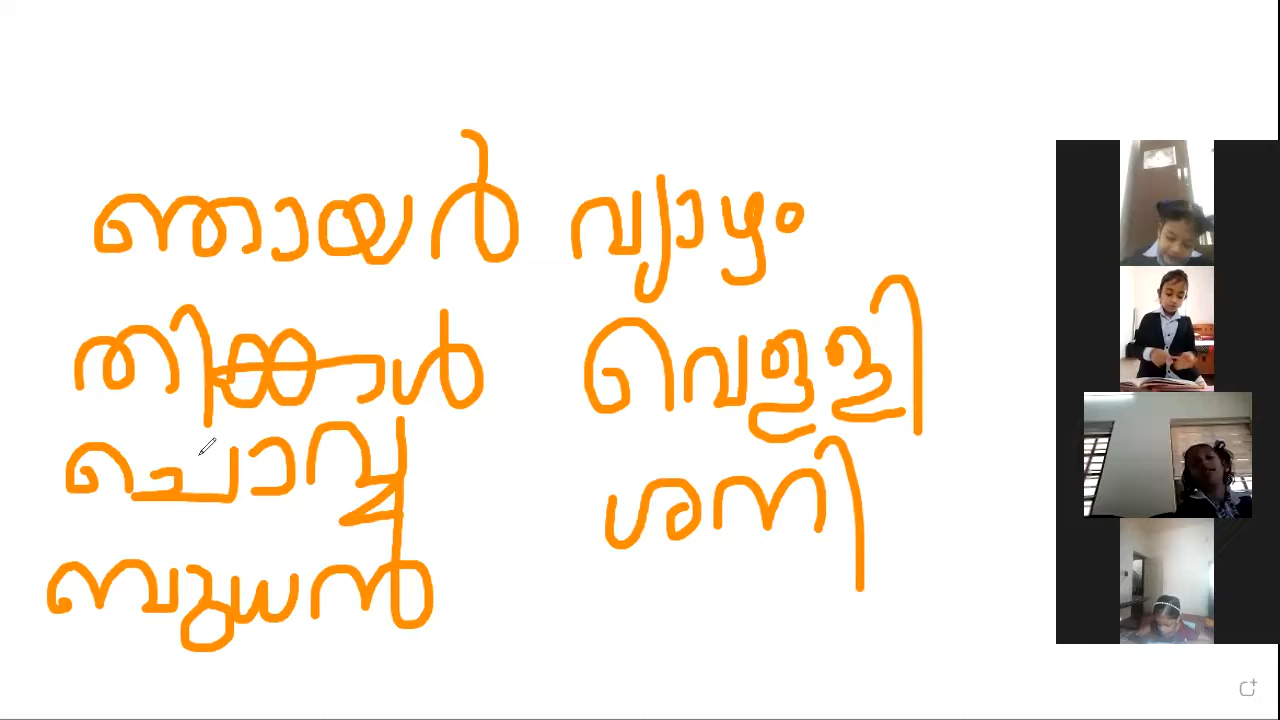 ഞായർ
തിങ്കൾ
ചൊവ്വ
ബുധൻ
വ്യാഴം
വെള്ളി
ശനി